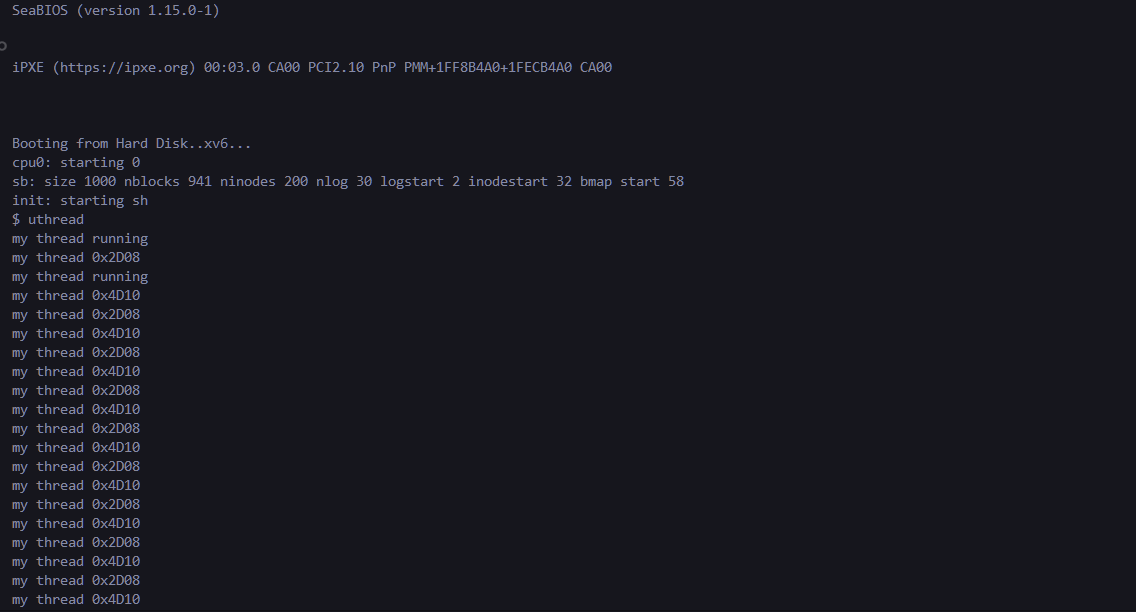 SeaBIOS (version 1.15.0-1)
iPXE (https://ipxe.org) 00:03.0 CA00 PCI2.10 PnP PMM+1FF8B4A0+1FECB4A0 CA00
Booting from Hard Disk..xv6...
cpu0: starting 0
sb: size 1000 nblocks 941 ninodes 200 nlog 30 logstart 2 inodestart 32 bmap start 58
init: starting sh
$ uthread
my thread running
my thread 0x2D08
my thread running
my thread 0x4D10
my thread 0x2D08
my thread 0x4D10
my thread 0x2D08
my thread 0x4D10
my thread 0x2D08
my thread 0x4D10
my thread 0x2D08
my thread 0x4D10
my thread 0x2D08
my thread 0x4D10
my thread 0x2D08
my thread 0x4D10
my thread 0x2D08
my thread 0x4D10
my thread 0x2D08
my thread 0x4D10